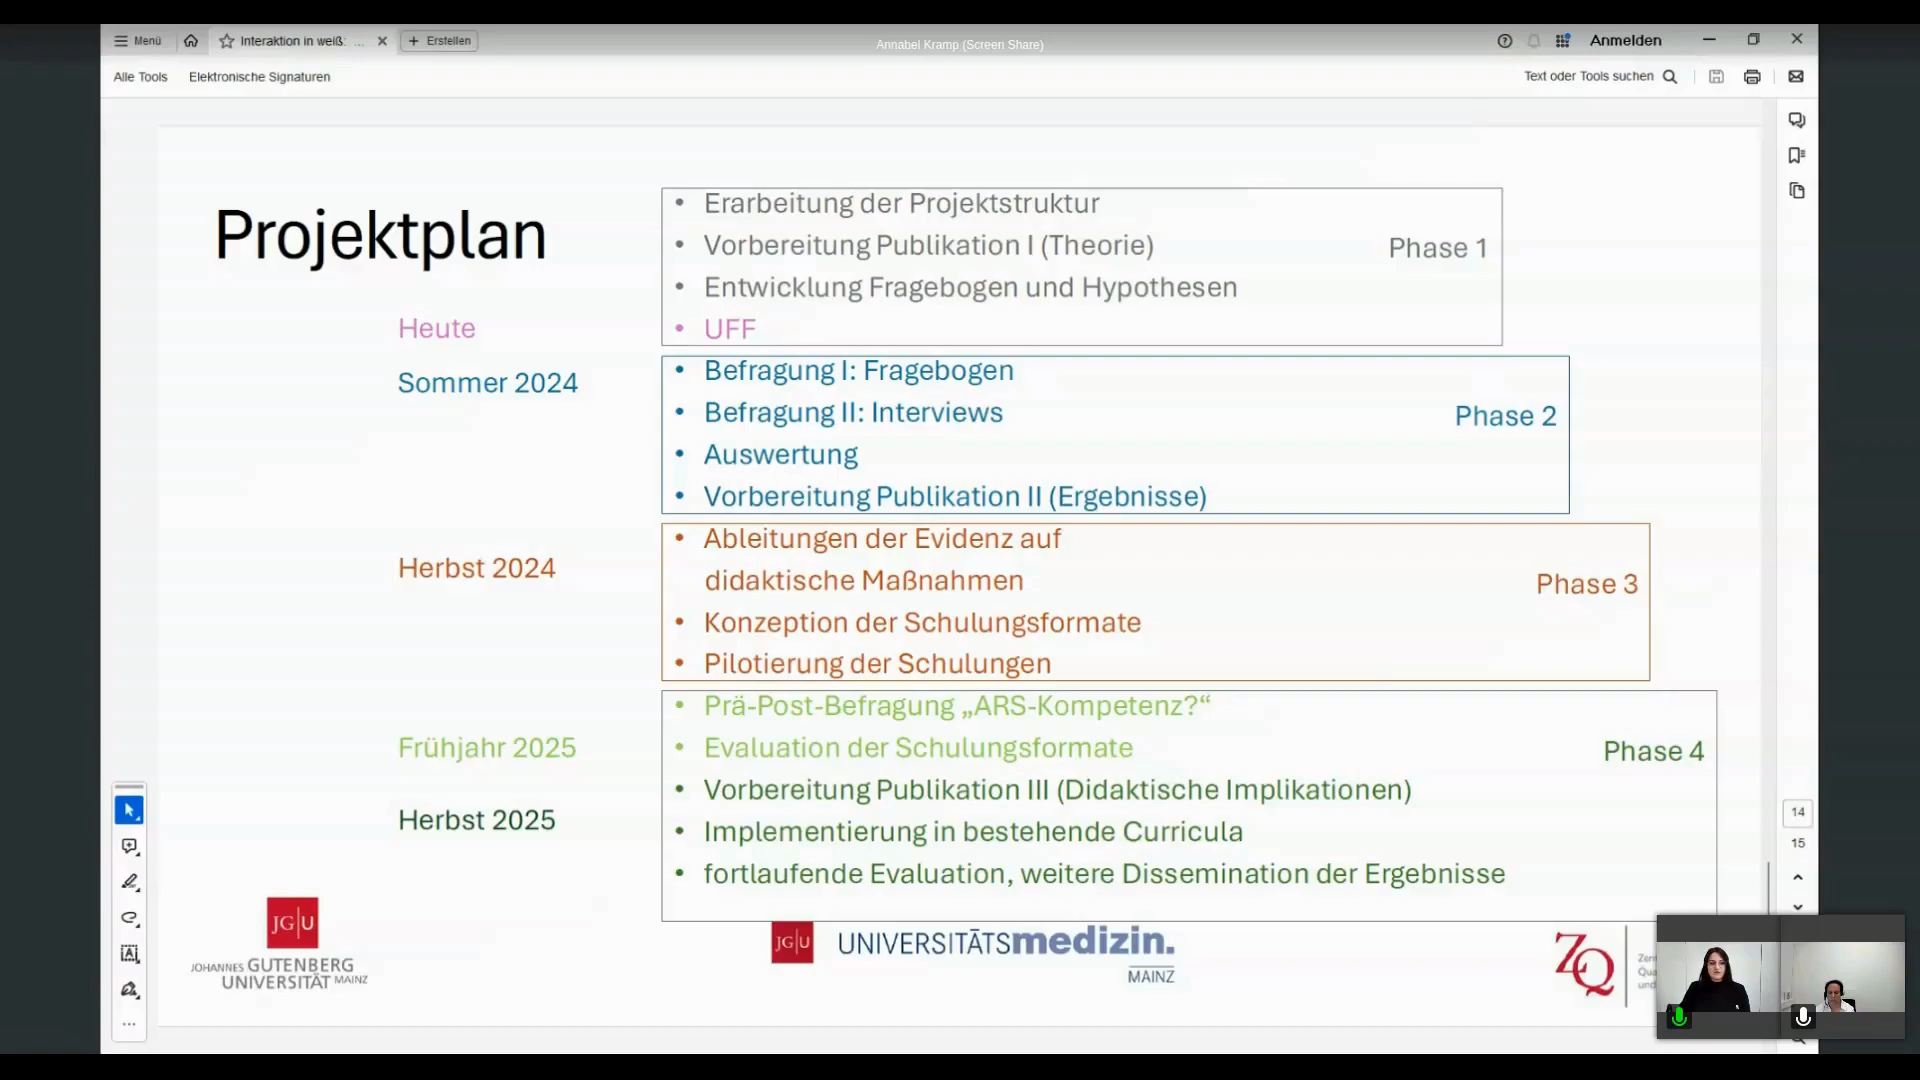 Menü
Interaktion in weiß: ...
Erstellen
Annabel Kramp (Screen Share)
Anmelden
Alle Tools
Elektronische Signaturen
Text oder Tools suchen
Projektplan
• Erarbeitung der Projektstruktur
• Vorbereitung Publikation I (Theorie)
Phase 1
• Entwicklung Fragebogen und Hypothesen
Heute
• UFF
Sommer 2024
• Befragung I: Fragebogen
• Befragung II: Interviews
Phase 2
• Auswertung
• Vorbereitung Publikation II (Ergebnisse)
Herbst 2024
• Ableitungen der Evidenz auf
didaktische Maßnahmen
Phase 3
• Konzeption der Schulungsformate
• Pilotierung der Schulungen
• Prä-Post-Befragung „ARS-Kompetenz?“
Frühjahr 2025
• Evaluation der Schulungsformate
Phase 4
• Vorbereitung Publikation III (Didaktische Implikationen)
Herbst 2025
• Implementierung in bestehende Curricula
• fortlaufende Evaluation, weitere Dissemination der Ergebnisse
14
15
JG|U
JOHANNES GUTENBERG
UNIVERSITÄT MAINZ
JG|U
UNIVERSITÄTSmedizin.
MAINZ
ZQ